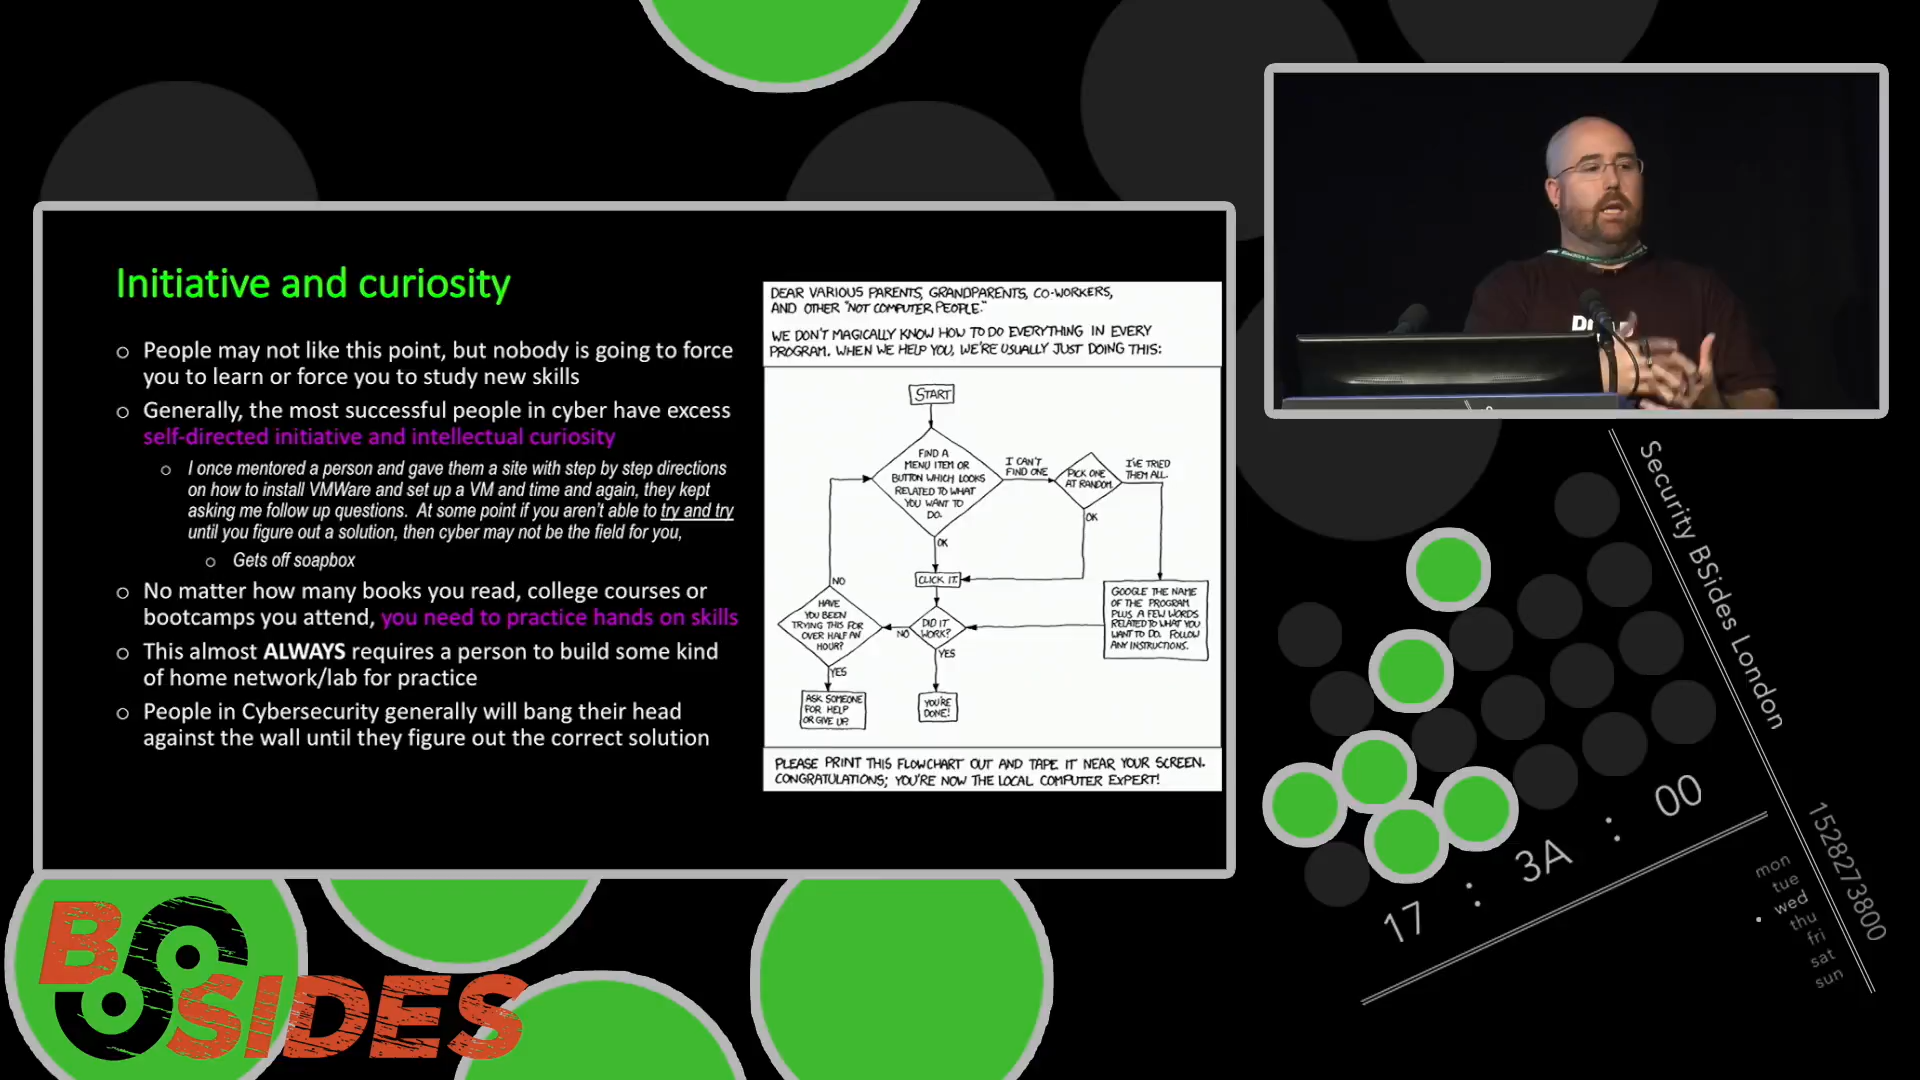 Initiative and curiosity
○ People may not like this point, but nobody is going to force
you to learn or force you to study new skills
○ Generally, the most successful people in cyber have excess
self-directed initiative and intellectual curiosity
○ I once mentored a person and gave them a site with step by step directions
on how to install VMWare and set up a VM and time and again, they kept
asking me follow up questions. At some point if you aren't able to try and try
until you figure out a solution, then cyber may not be the field for you,
○ Gets off soapbox
○ No matter how many books you read, college courses or
bootcamps you attend, you need to practice hands on skills
○ This almost ALWAYS requires a person to build some kind
of home network/lab for practice
○ People in Cybersecurity generally will bang their head
against the wall until they figure out the correct solution
DEAR VARIOUS PARENTS, GRANDPARENTS, CO-WORKERS,
AND OTHER "NOT COMPUTER PEOPLE."
WE DON'T MAGICALLY KNOW HOW TO DO EVERYTHING IN EVERY
PROGRAM. WHEN WE HELP YOU, WE'RE USUALLY JUST DOING THIS:
START
FIND A
MENU ITEM OR
BUTTON WHICH LOOKS
RELATED TO WHAT
YOU WANT TO
DO.
I CAN'T
FIND ONE
PICK ONE
AT RANDOM.
I'VE TRIED
THEM ALL.
OK
OK
CLICK IT.
NO
HAVE
YOU BEEN
TRYING THIS FOR
OVER HALF AN
HOUR?
NO
DID IT
WORK?
GOOGLE THE NAME
OF THE PROGRAM
PLUS A FEW WORDS
RELATED TO WHAT YOU
WANT TO DO. FOLLOW
ANY INSTRUCTIONS.
YES
YES
ASK SOMEONE
FOR HELP
OR GIVE UP.
YOU'RE
DONE!
PLEASE PRINT THIS FLOWCHART OUT AND TAPE IT NEAR YOUR SCREEN.
CONGRATULATIONS; YOU'RE NOW THE LOCAL COMPUTER EXPERT!
Security BSides London
17 : 3A : 00
1528273800
mon
tue
wed
thu
fri
sat
sun
BSIDES